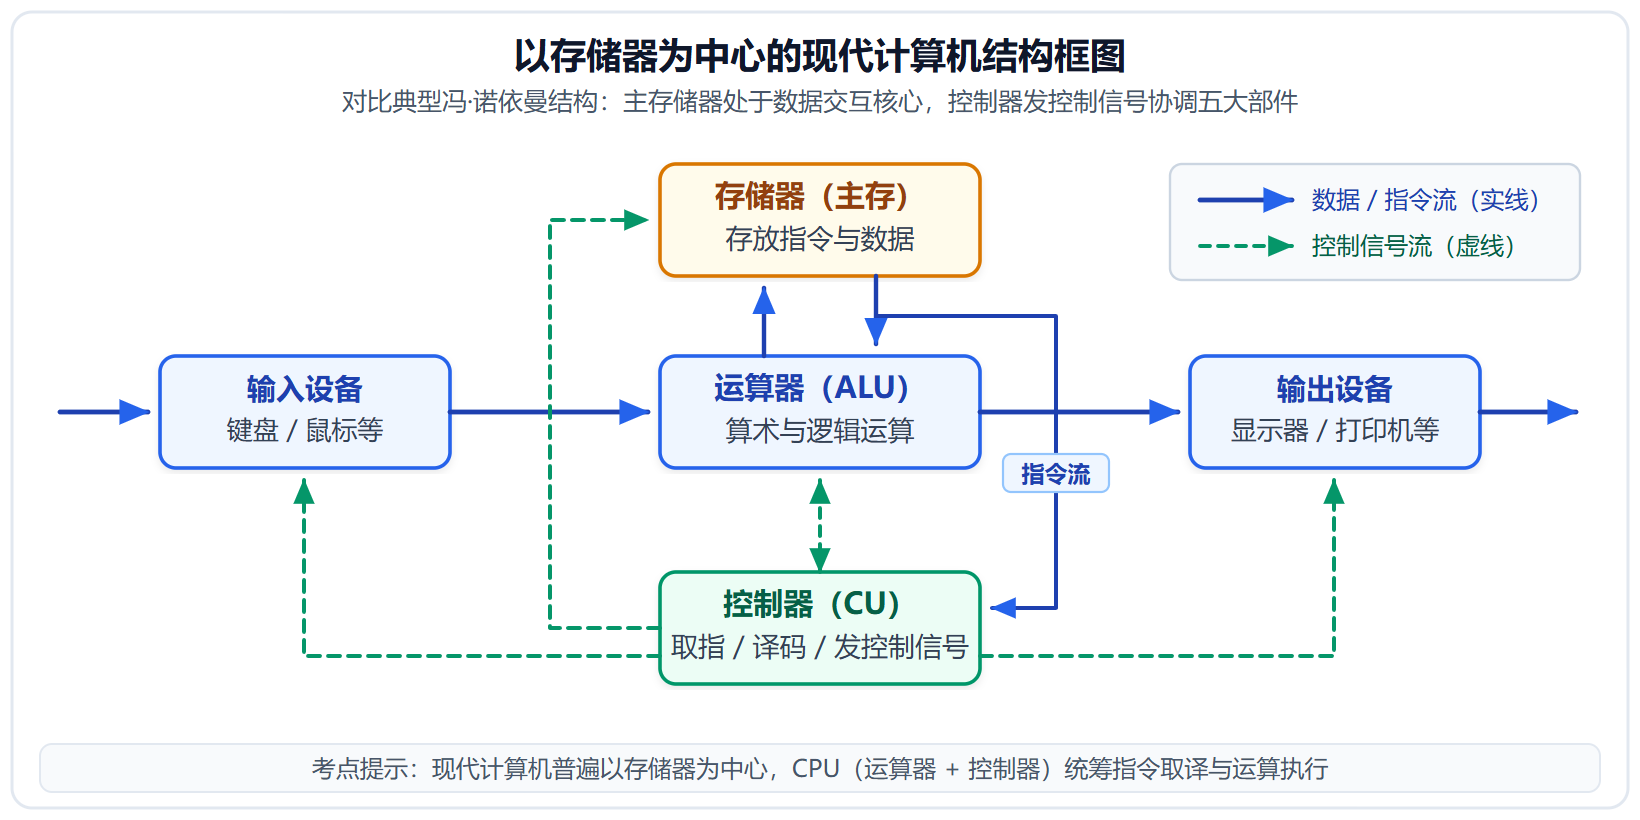 以存储器为中心的现代计算机结构框图
对比典型冯·诺依曼结构：主存储器处于数据交互核心，控制器发控制信号协调五大部件
存储器（主存）
存放指令与数据
数据 / 指令流（实线）
控制信号流（虚线）
输入设备
键盘 / 鼠标等
运算器（ALU）
算术与逻辑运算
输出设备
显示器 / 打印机等
指令流
控制器（CU）
取指 / 译码 / 发控制信号
考点提示：现代计算机普遍以存储器为中心，CPU（运算器 + 控制器）统筹指令取译与运算执行